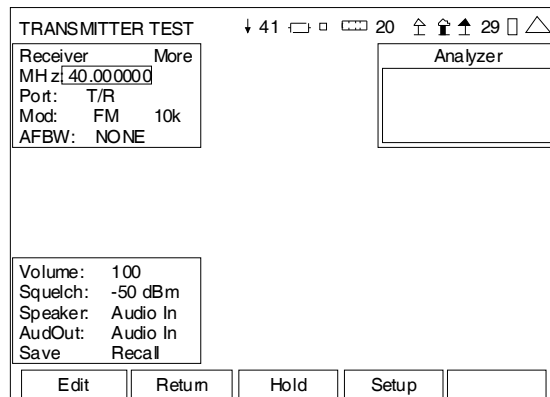 TRANSMITTER TEST ↓ 41 20 29
Receiver More
MHz: 40.000000
Port: T/R
Mod: FM 10k
AFBW: NONE
Analyzer
Volume: 100
Squelch: -50 dBm
Speaker: Audio In
AudOut: Audio In
Save Recall
Edit Return Hold Setup